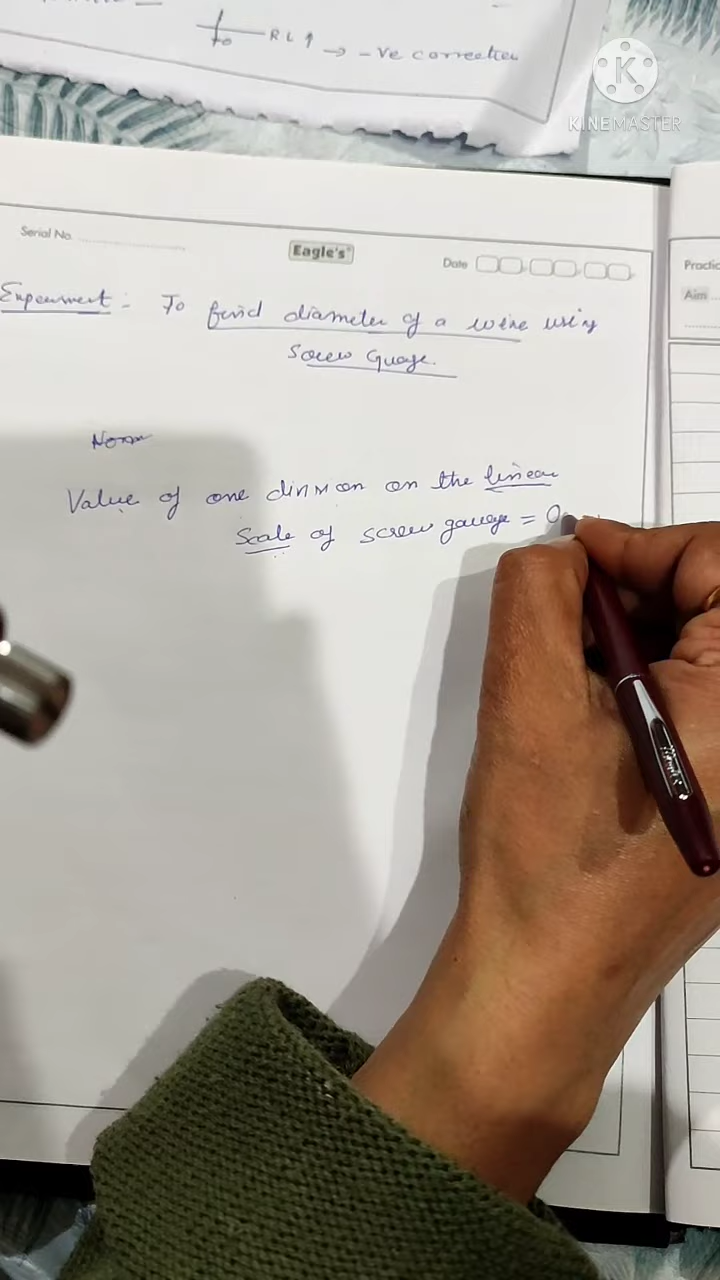 RL↑ → -ve correction
KINEMASTER
Serial No.
Eagle's
Date
Practic
Aim
Experiment: To find diameter of a wire using
Screw Guage.
Value of one division on the linear
Scale of screw gauge = 0